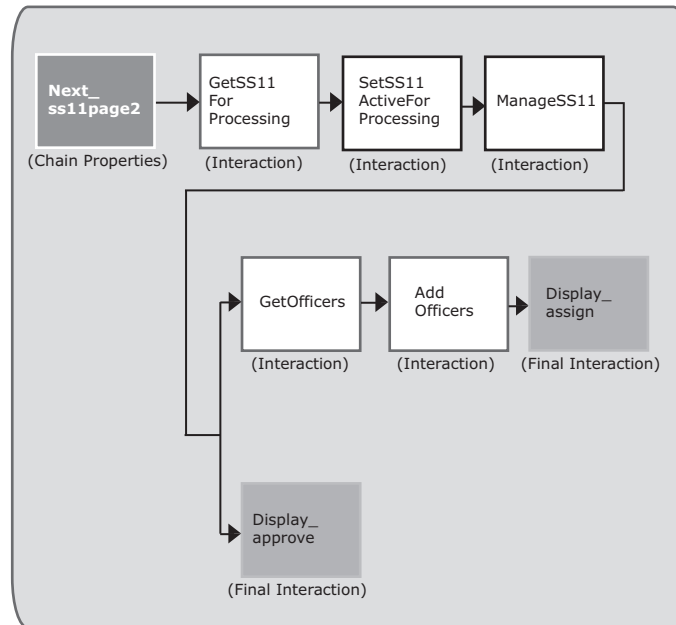 Next_
ss11page2
(Chain Properties)
GetSS11
For
Processing
(Interaction)
SetSS11
ActiveFor
Processing
(Interaction)
ManageSS11
(Interaction)
GetOfficers
(Interaction)
Add
Officers
(Interaction)
Display_
assign
(Final Interaction)
Display_
approve
(Final Interaction)